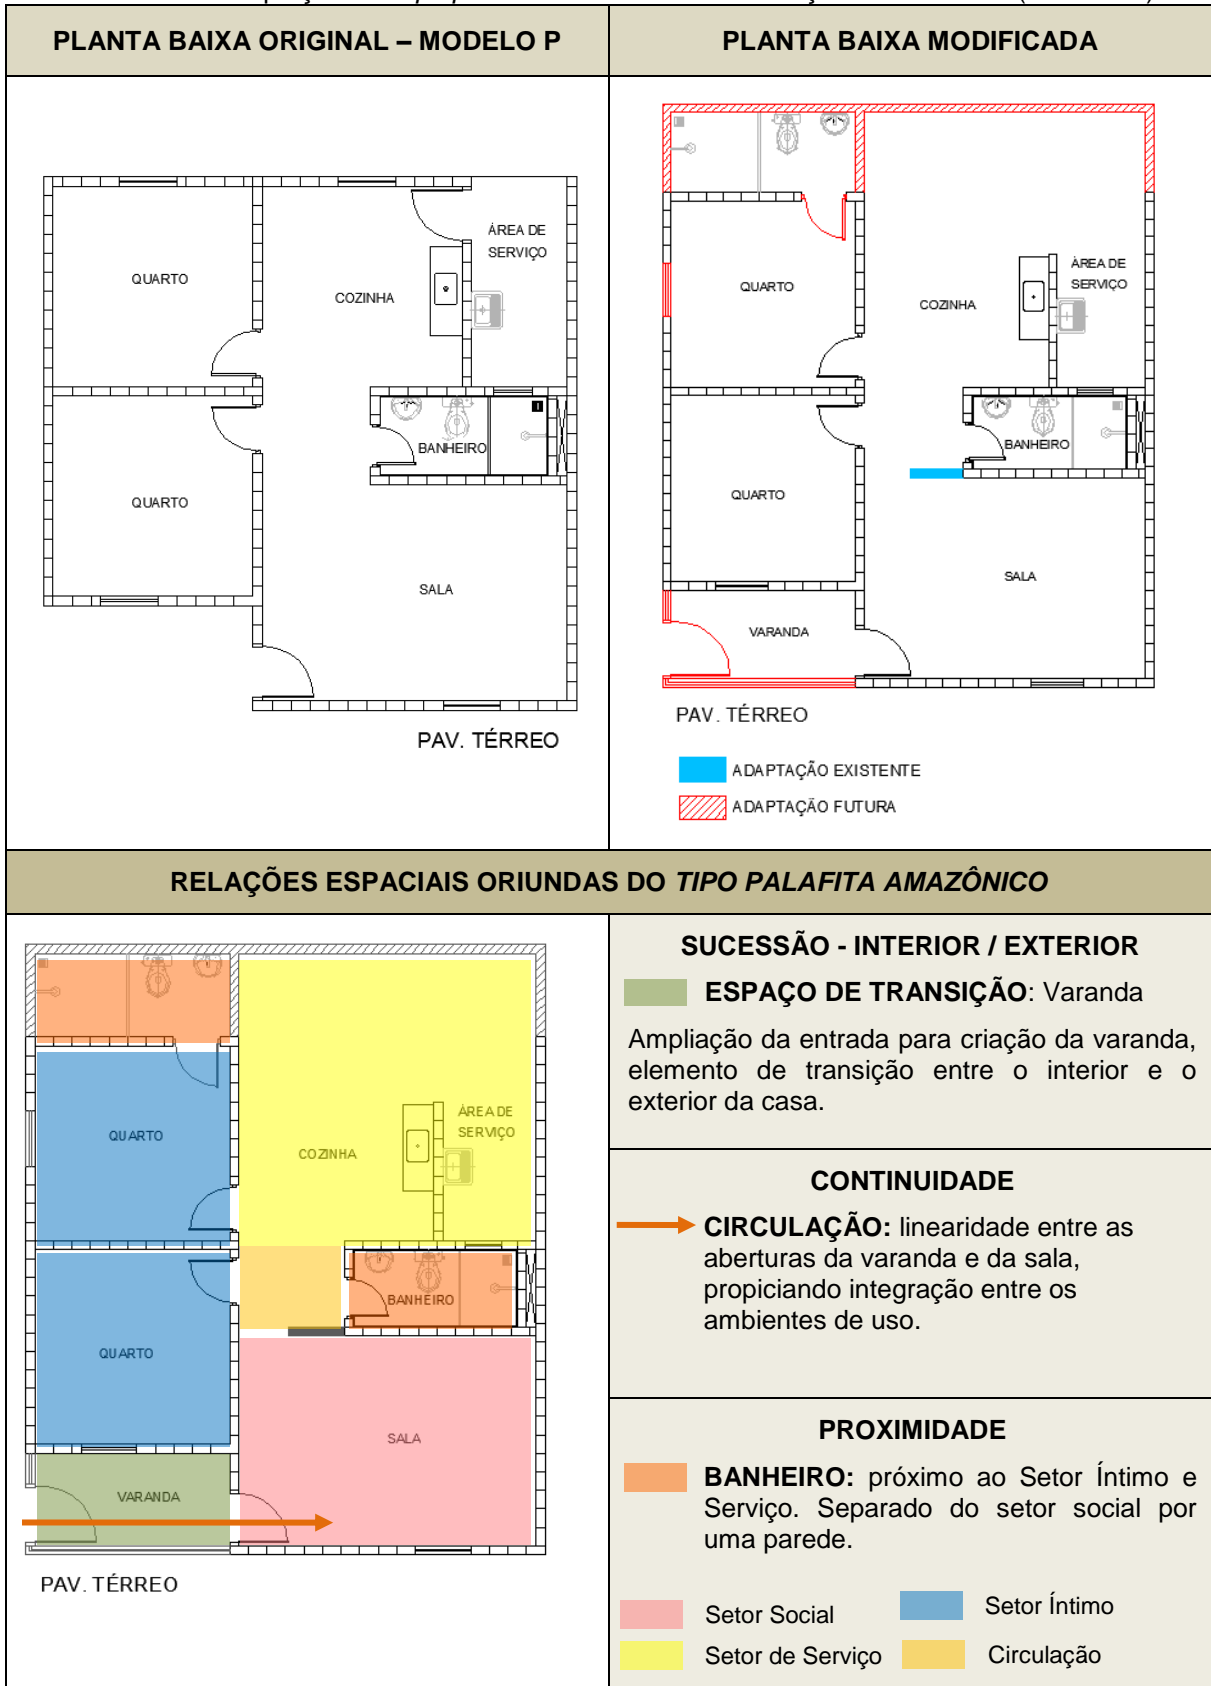 PLANTA BAIXA ORIGINAL – MODELO P
PLANTA BAIXA MODIFICADA
QUARTO
COZINHA
ÁREA DE
SERVIÇO
BANHEIRO
QUARTO
SALA
PAV. TÉRREO
QUARTO
COZINHA
ÀREA DE
SERVIÇO
BANHEIRO
QUARTO
SALA
VARANDA
PAV. TÉRREO
ADAPTAÇÃO EXISTENTE
ADAPTAÇÃO FUTURA
RELAÇÕES ESPACIAIS ORIUNDAS DO TIPO PALAFITA AMAZÔNICO
QUARTO
COZINHA
ÀREA DE
SERVIÇO
BANHEIRO
QUARTO
SALA
VARANDA
PAV. TÉRREO
SUCESSÃO - INTERIOR / EXTERIOR
ESPAÇO DE TRANSIÇÃO: Varanda
Ampliação da entrada para criação da varanda,
elemento de transição entre o interior e o
exterior da casa.
CONTINUIDADE
CIRCULAÇÃO: linearidade entre as
aberturas da varanda e da sala,
propiciando integração entre os
ambientes de uso.
PROXIMIDADE
BANHEIRO: próximo ao Setor Íntimo e
Serviço. Separado do setor social por
uma parede.
Setor Social
Setor Íntimo
Setor de Serviço
Circulação